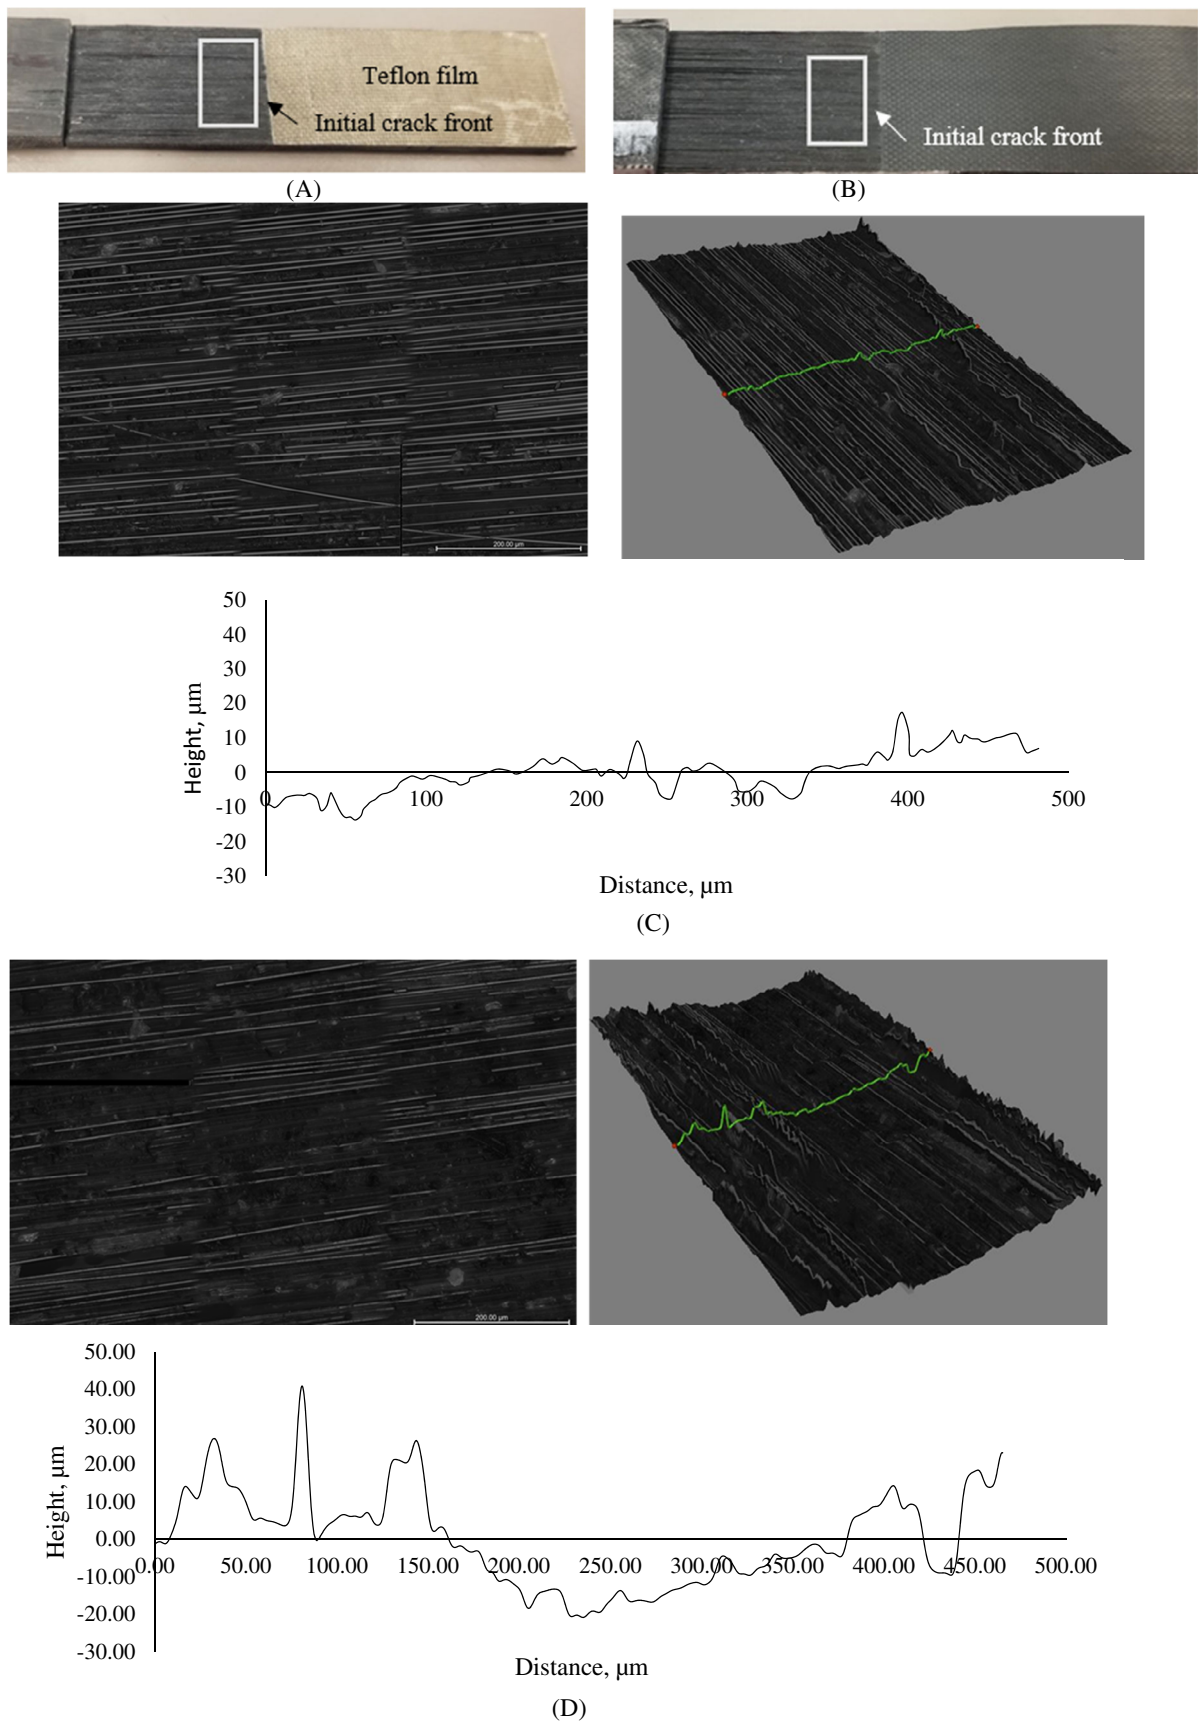 Teflon film
Initial crack front
Initial crack front
(A)
(B)
200.00 µm
50
40
30
20
10
0
-10
-20
-30
Height, µm
0
100
200
300
400
500
Distance, µm
(C)
200.00 µm
50.00
40.00
30.00
20.00
10.00
0.00
-10.00
-20.00
-30.00
Height, µm
0.00
50.00
100.00
150.00
200.00
250.00
300.00
350.00
400.00
450.00
500.00
Distance, µm
(D)